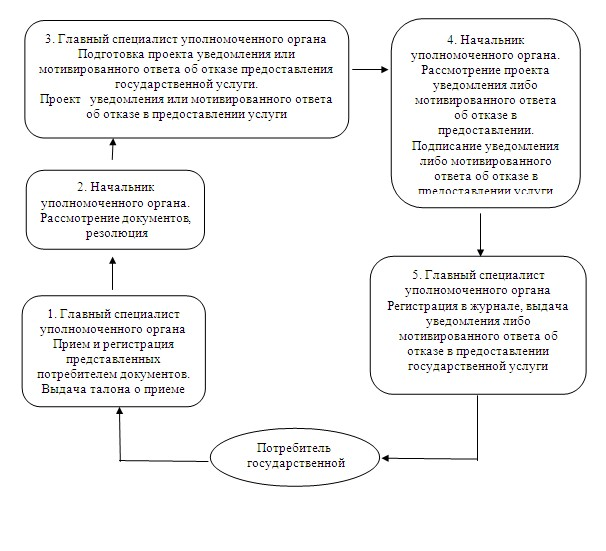 3. Главный специалист уполномоченного органа
Подготовка проекта уведомления или
мотивированного ответа об отказе предоставления
государственной услуги.
Проект уведомления или мотивированного ответа
об отказе в предоставлении услуги
4. Начальник
уполномоченного органа.
Рассмотрение проекта
уведомления либо
мотивированного ответа
об отказе в
предоставлении.
Подписание уведомления
либо мотивированного
ответа об отказе в
предоставлении услуги
2. Начальник
уполномоченного органа.
Рассмотрение документов,
резолюция
5. Главный специалист
уполномоченного органа
Регистрация в журнале, выдача
уведомления либо
мотивированного ответа об
отказе в предоставлении
государственной услуги
1. Главный специалист
уполномоченного органа
Прием и регистрация
представленных
потребителем документов.
Выдача талона о приеме
Потребитель
государственной